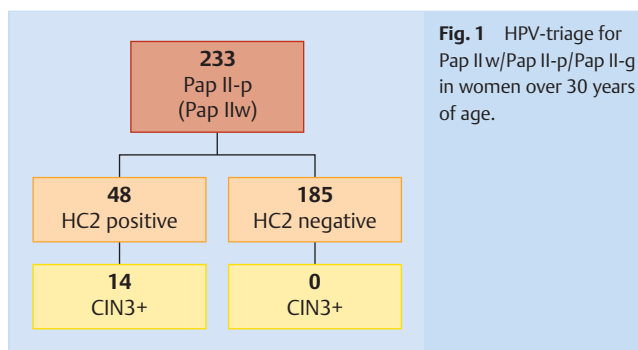 233
Pap II-p
(Pap IIw)
48
HC2 positive
185
HC2 negative
14
CIN3+
0
CIN3+
Fig. 1 HPV-triage for
Pap IIw/Pap II-p/Pap II-g
in women over 30 years
of age.